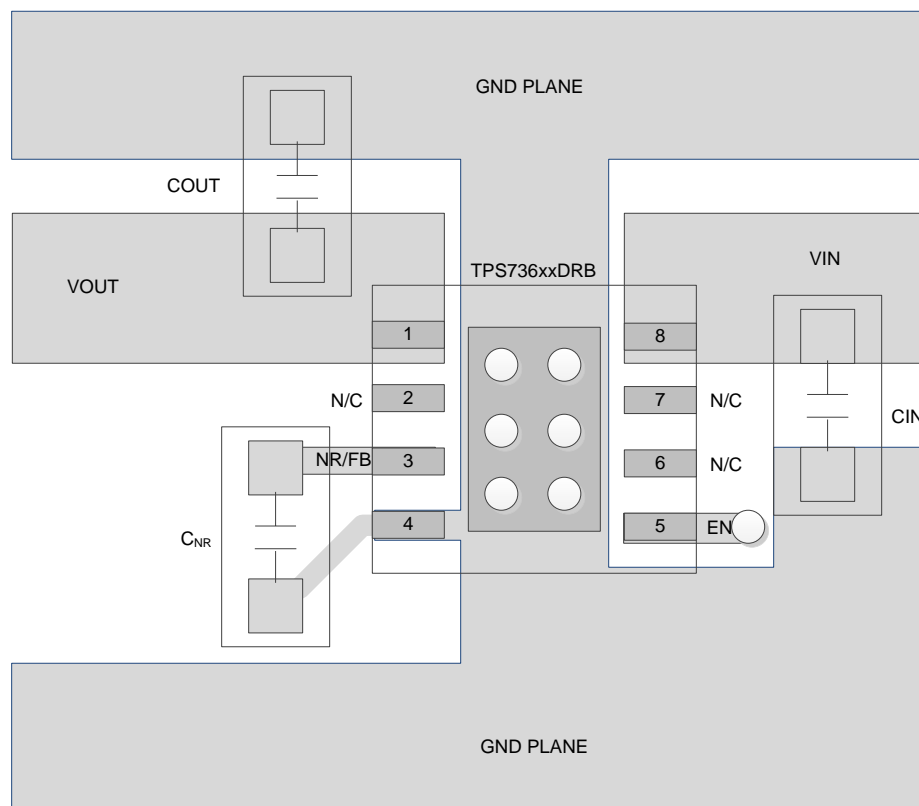 GND PLANE
COUT
TPS736xxDRB
VIN
VOUT
1
8
N/C
2
7
N/C
CIN
NR/FB
3
6
N/C
4
5
EN
CNR
GND PLANE